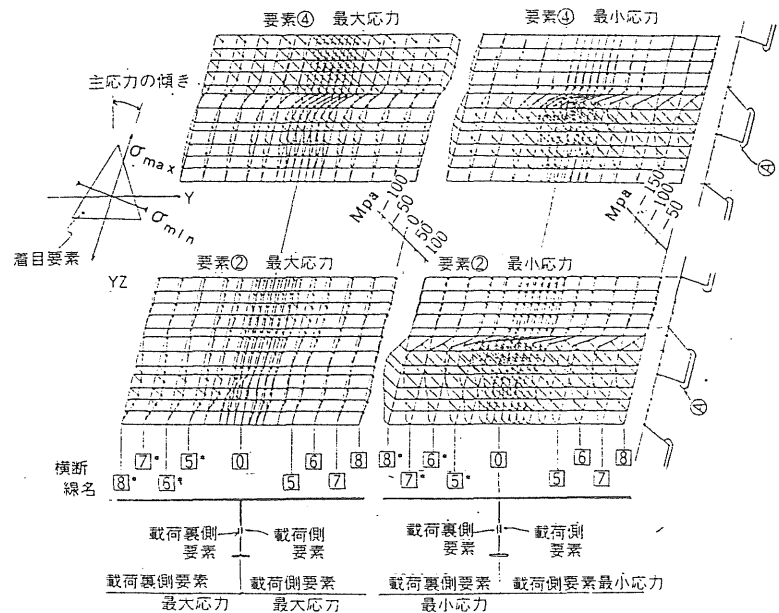 要素④ 最大応力
要素④ 最小応力
主応力の傾き
σmax
Y
σmin
着目要素
Mpa
-100
-50
0
50
100
Mpa
-150
-100
-50
Ⓐ
要素② 最大応力
要素② 最小応力
YZ
Ⓐ
横断
線名
8* 7* 6* 5* 0 5 6 7 8
8* 7* 6* 5* 0 5 6 7 8
載荷裏側
要素
載荷側
要素
載荷裏側
要素
載荷側
要素
載荷裏側要素
最大応力
載荷側要素
最大応力
載荷裏側要素
最小応力
載荷側要素最小応力